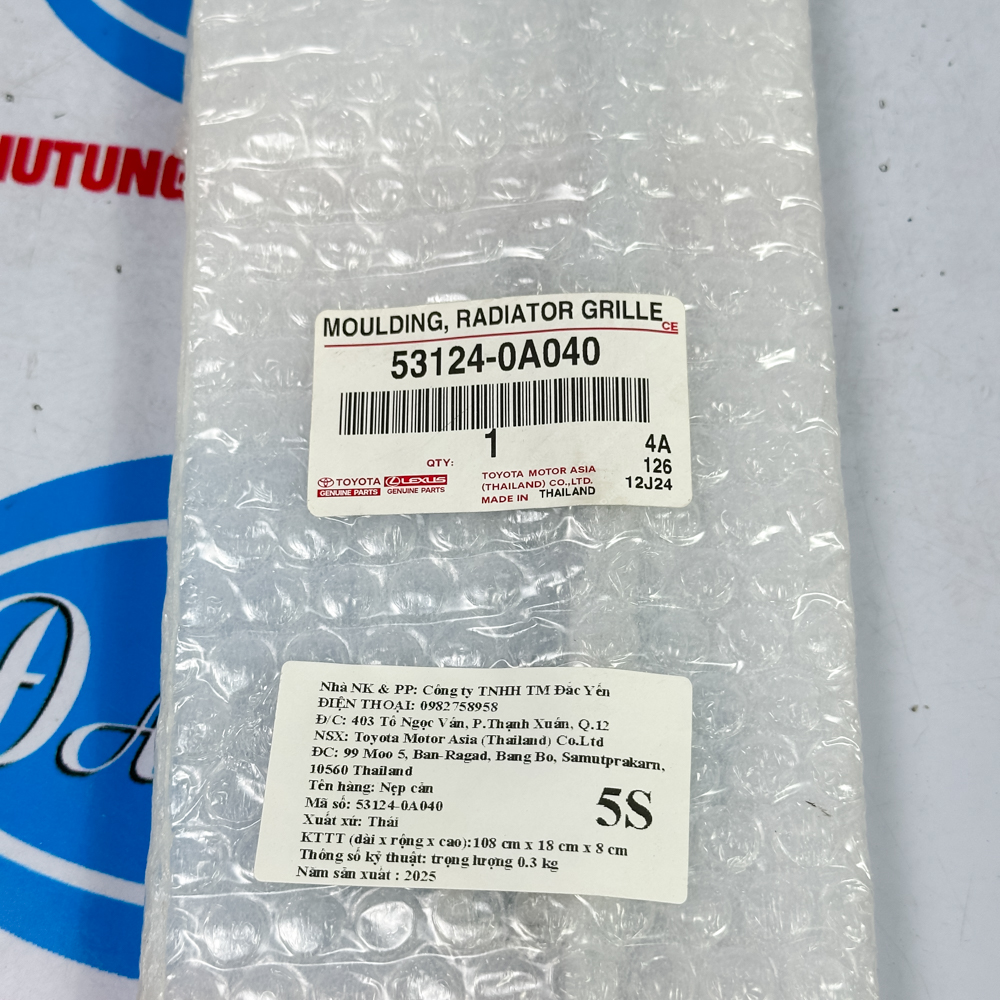 HUTUNG
MOULDING, RADIATOR GRILLE
CE
53124-0A040
1
QTY:
4A
126
12J24
TOYOTA
GENUINE PARTS
LEXUS
GENUINE PARTS
TOYOTA MOTOR ASIA
(THAILAND) CO.,LTD.
MADE IN THAILAND
Nhà NK & PP: Công ty TNHH TM Đắc Yến
ĐIỆN THOẠI: 0982758958
Đ/C: 403 Tô Ngọc Vân, P.Thạnh Xuân, Q.12
NSX: Toyota Motor Asia (Thailand) Co.Ltd
ĐC: 99 Moo 5, Ban-Ragad, Bang Bo, Samutprakarn,
10560 Thailand
Tên hàng: Nẹp cản
Mã số: 53124-0A040
Xuất xứ: Thái
KTTT (dài x rộng x cao):108 cm x 18 cm x 8 cm
Thông số kỹ thuật: trọng lượng 0.3 kg
Năm sản xuất : 2025
5S